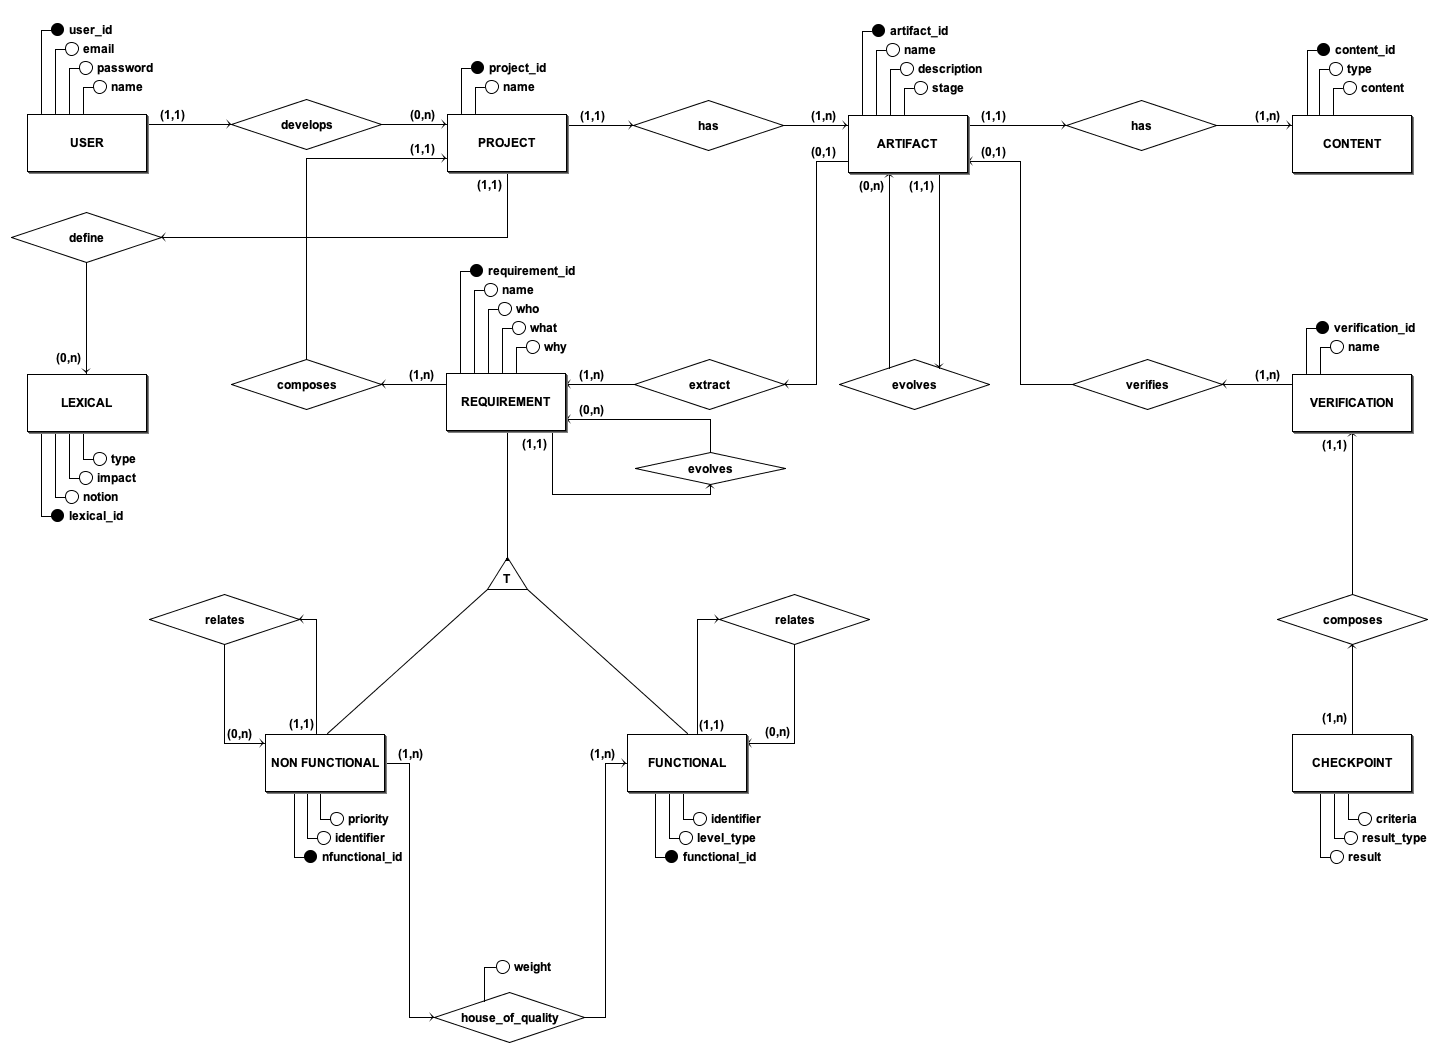 user_id
email
password
name
USER
(1,1)
develops
(0,n)
project_id
name
PROJECT
(1,1)
has
(1,n)
artifact_id
name
description
stage
ARTIFACT
(1,1)
has
(1,n)
content_id
type
content
CONTENT
(1,1)
(1,1)
(0,1)
(0,n)
(1,1)
(0,1)
define
(0,n)
LEXICAL
type
impact
notion
lexical_id
composes
(1,n)
requirement_id
name
who
what
why
REQUIREMENT
(1,n)
extract
(0,n)
(1,1)
evolves
evolves
verifies
(1,n)
verification_id
name
VERIFICATION
(1,1)
T
relates
(0,n)
(1,1)
NON FUNCTIONAL
(1,n)
priority
identifier
nfunctional_id
relates
(1,1)
(0,n)
(1,n)
FUNCTIONAL
identifier
level_type
functional_id
composes
(1,n)
CHECKPOINT
criteria
result_type
result
weight
house_of_quality